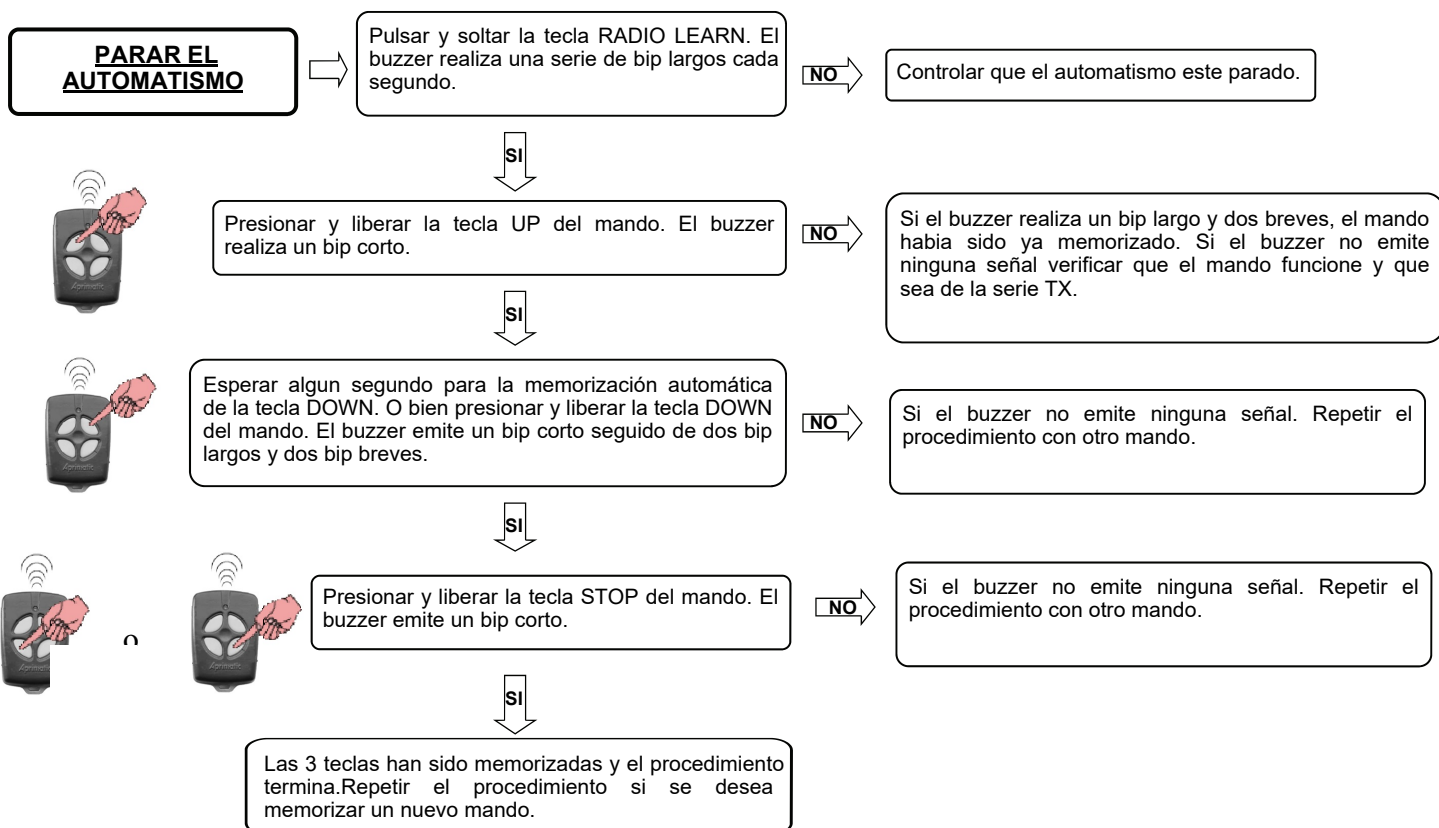 PARAR EL
AUTOMATISMO
Pulsar y soltar la tecla RADIO LEARN. El
buzzer realiza una serie de bip largos cada
segundo.
NO
Controlar que el automatismo este parado.
SI
Presionar y liberar la tecla UP del mando. El buzzer
realiza un bip corto.
NO
Si el buzzer realiza un bip largo y dos breves, el mando
habia sido ya memorizado. Si el buzzer no emite
ninguna señal verificar que el mando funcione y que
sea de la serie TX.
Aprimatic
SI
Esperar algun segundo para la memorización automática
de la tecla DOWN. O bien presionar y liberar la tecla DOWN
del mando. El buzzer emite un bip corto seguido de dos bip
largos y dos bip breves.
NO
Si el buzzer no emite ninguna señal. Repetir el
procedimiento con otro mando.
Aprimatic
SI
Presionar y liberar la tecla STOP del mando. El
buzzer emite un bip corto.
NO
Si el buzzer no emite ninguna señal. Repetir el
procedimiento con otro mando.
o
Aprimatic
Aprimatic
SI
Las 3 teclas han sido memorizadas y el procedimiento
termina.Repetir el procedimiento si se desea
memorizar un nuevo mando.